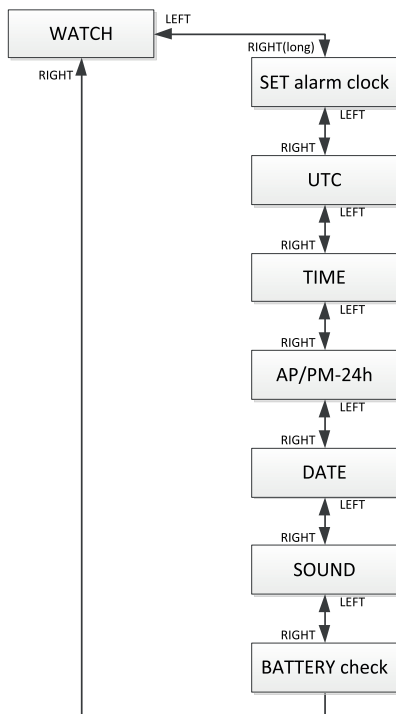 WATCH
LEFT
RIGHT(long)
RIGHT
SET alarm clock
LEFT
RIGHT
UTC
LEFT
RIGHT
TIME
LEFT
RIGHT
AP/PM-24h
LEFT
RIGHT
DATE
LEFT
RIGHT
SOUND
LEFT
RIGHT
BATTERY check